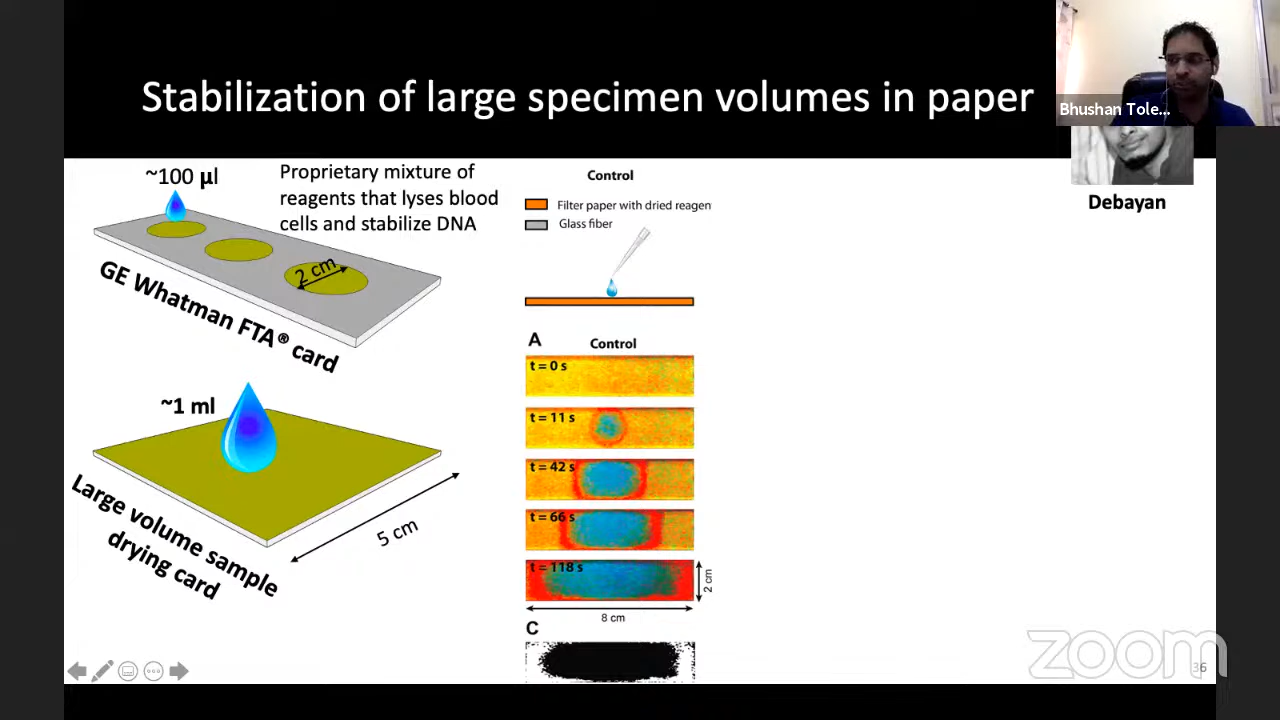 Stabilization of large specimen volumes in paper
Bhushan Tole...
Debayan
~100 µl
Proprietary mixture of
reagents that lyses blood
cells and stabilize DNA
2 cm
GE Whatman FTA® card
~1 ml
5 cm
Large volume sample
drying card
Control
Filter paper with dried reagen
Glass fiber
A
Control
t = 0 s
t = 11 s
t = 42 s
t = 66 s
t = 118 s
2 cm
8 cm
C
zoom
36